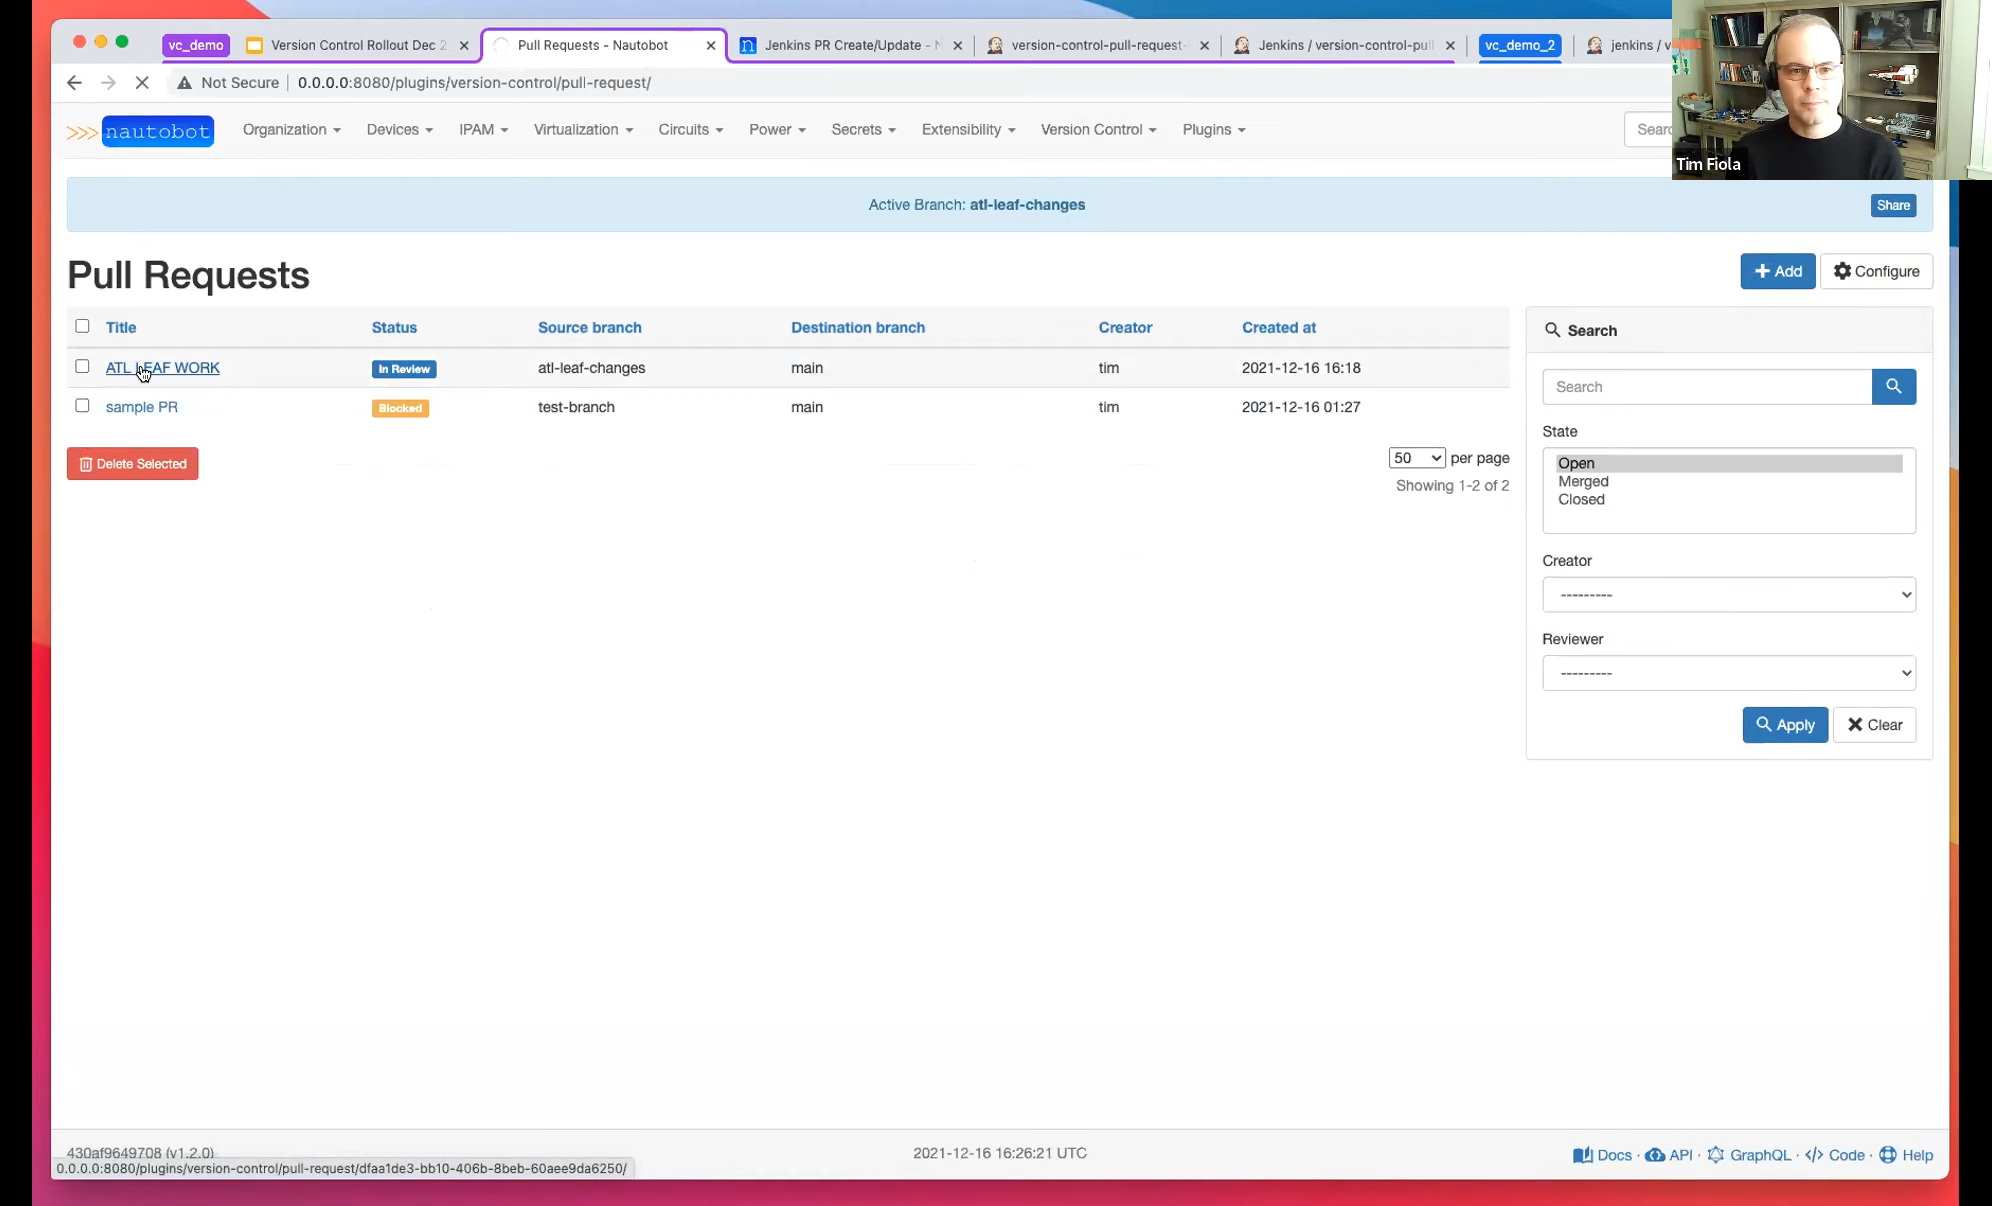 vc_demo
Version Control Rollout Dec 2
Pull Requests - Nautobot
Jenkins PR Create/Update - N
version-control-pull-request-
Jenkins / version-control-pull
vc_demo_2
jenkins / v
Not Secure
0.0.0.0:8080/plugins/version-control/pull-request/
nautobot
Organization
Devices
IPAM
Virtualization
Circuits
Power
Secrets
Extensibility
Version Control
Plugins
Searc
Tim Fiola
Active Branch: atl-leaf-changes
Share
Pull Requests
+ Add
Configure
Title Status Source branch Destination branch Creator Created at
ATL LEAF WORK In Review atl-leaf-changes main tim 2021-12-16 16:18
sample PR Blocked test-branch main tim 2021-12-16 01:27
Delete Selected
50 per page
Showing 1-2 of 2
Search
Search
State
Open
Merged
Closed
Creator
---------
Reviewer
---------
Apply
Clear
430af9649708 (v1.2.0)
2021-12-16 16:26:21 UTC
Docs · API · GraphQL · Code · Help
0.0.0.0:8080/plugins/version-control/pull-request/dfaa1de3-bb10-406b-8beb-60aee9da6250/